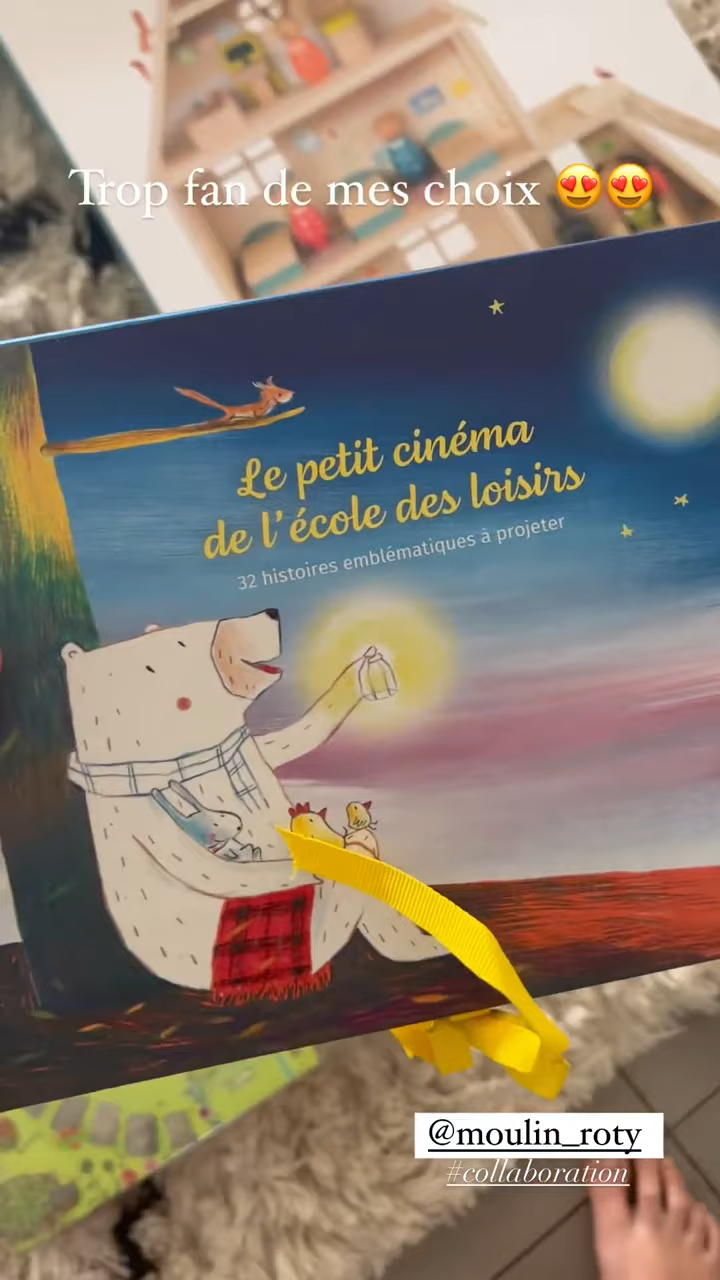 Trop fan de mes choix 😍😍
Le petit cinéma
de l'école des loisirs
32 histoires emblématiques à projeter
@moulin_roty
#collaboration